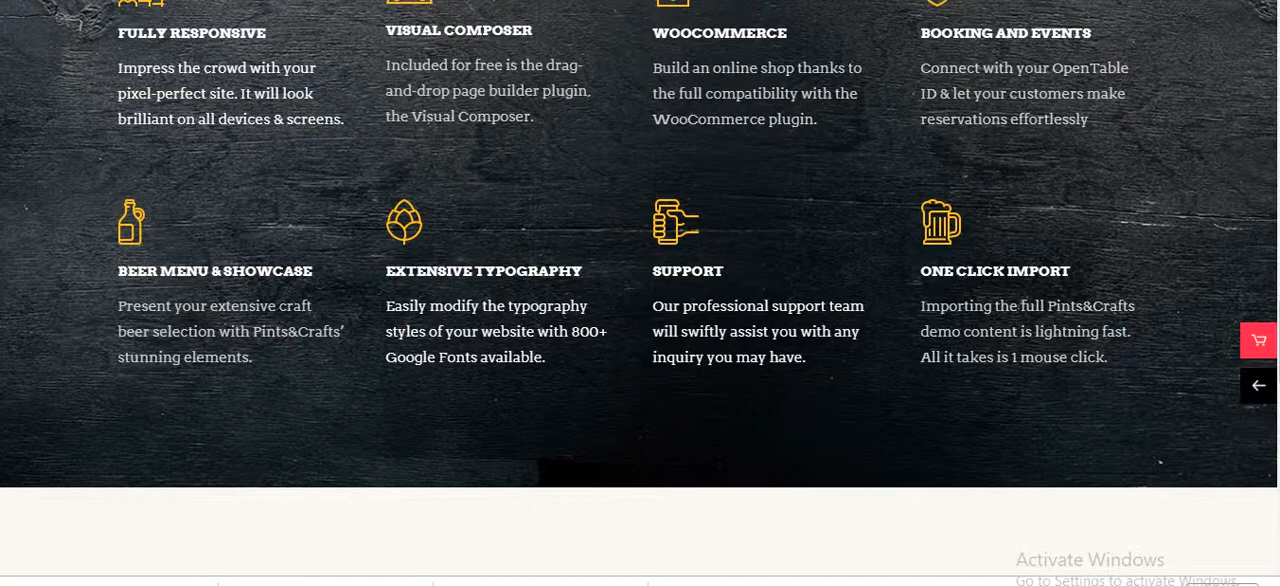 FULLY RESPONSIVE
Impress the crowd with your
pixel-perfect site. It will look
brilliant on all devices & screens.
VISUAL COMPOSER
Included for free is the drag-
and-drop page builder plugin,
the Visual Composer.
WOOCOMMERCE
Build an online shop thanks to
the full compatibility with the
WooCommerce plugin.
BOOKING AND EVENTS
Connect with your OpenTable
ID & let your customers make
reservations effortlessly
BEER MENU & SHOWCASE
Present your extensive craft
beer selection with Pints&Crafts’
stunning elements.
EXTENSIVE TYPOGRAPHY
Easily modify the typography
styles of your website with 800+
Google Fonts available.
SUPPORT
Our professional support team
will swiftly assist you with any
inquiry you may have.
ONE CLICK IMPORT
Importing the full Pints&Crafts
demo content is lightning fast.
All it takes is 1 mouse click.
Activate Windows
Go to Settings to activate Windows.